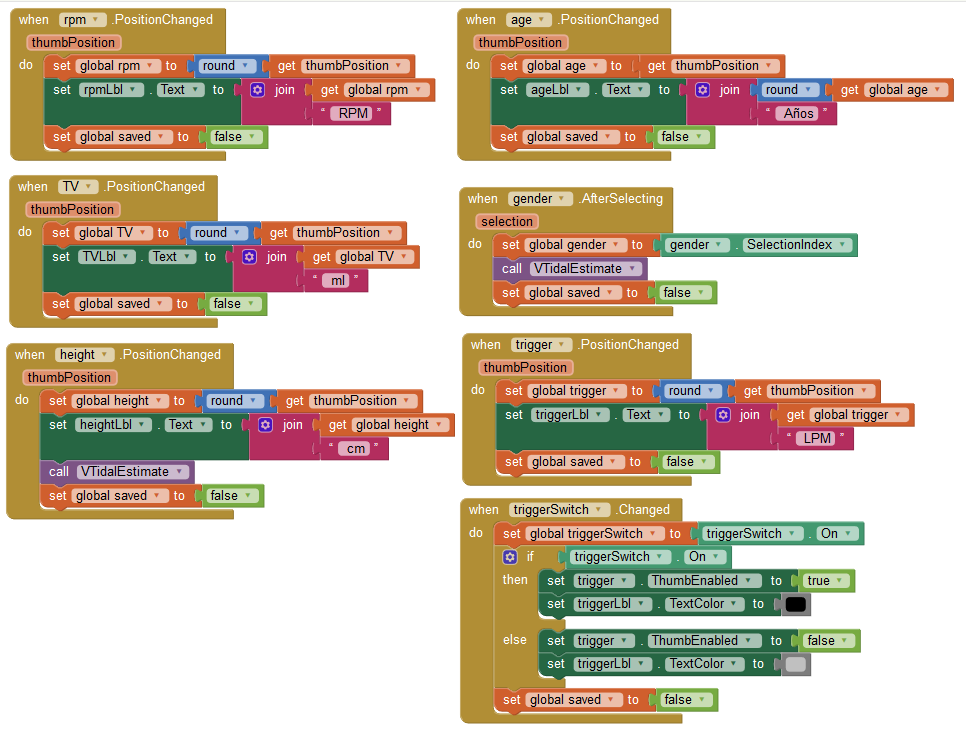 when rpm .PositionChanged
thumbPosition
do set global rpm to round get thumbPosition
set rpmLbl . Text to join get global rpm
" RPM "
set global saved to false
when TV .PositionChanged
thumbPosition
do set global TV to round get thumbPosition
set TVLbl . Text to join get global TV
" ml "
set global saved to false
when height .PositionChanged
thumbPosition
do set global height to round get thumbPosition
set heightLbl . Text to join get global height
" cm "
call VTidalEstimate
set global saved to false
when age .PositionChanged
thumbPosition
do set global age to get thumbPosition
set ageLbl . Text to join round get global age
" Años "
set global saved to false
when gender .AfterSelecting
selection
do set global gender to gender . SelectionIndex
call VTidalEstimate
set global saved to false
when trigger .PositionChanged
thumbPosition
do set global trigger to round get thumbPosition
set triggerLbl . Text to join get global trigger
" LPM "
set global saved to false
when triggerSwitch .Changed
do set global triggerSwitch to triggerSwitch . On
if triggerSwitch . On
then set trigger . ThumbEnabled to true
set triggerLbl . TextColor to
else set trigger . ThumbEnabled to false
set triggerLbl . TextColor to
set global saved to false